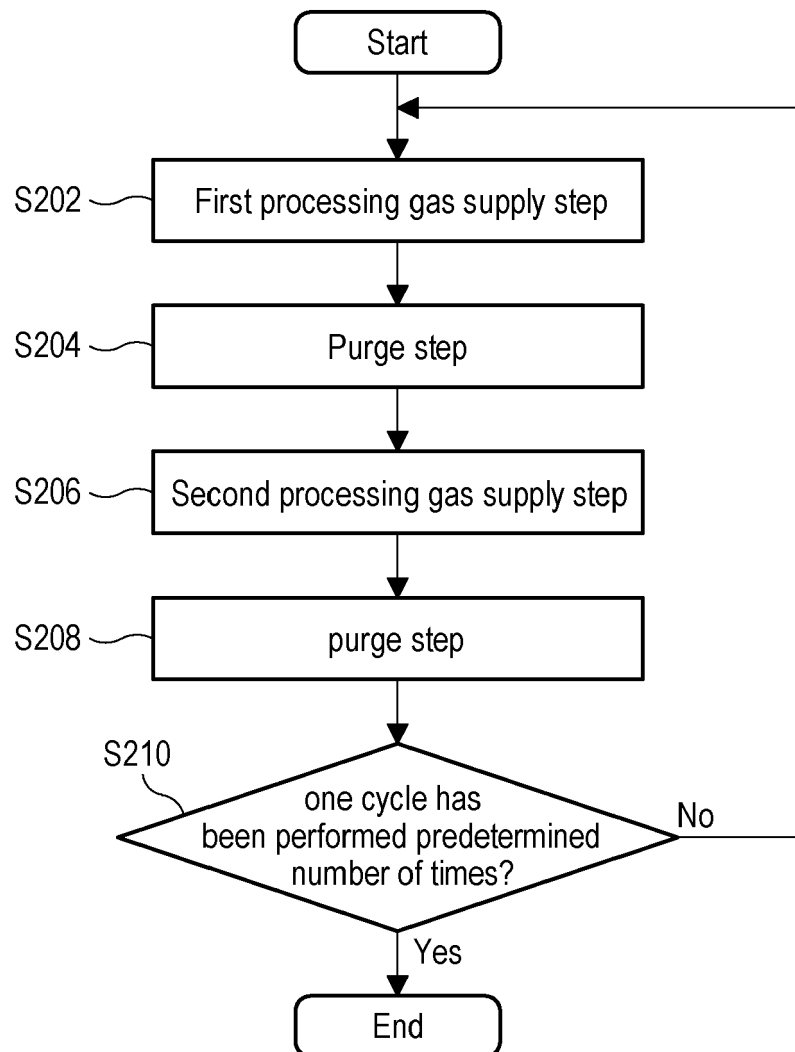 Start
S202
First processing gas supply step
S204
Purge step
S206
Second processing gas supply step
S208
purge step
S210
one cycle has
been performed predetermined
number of times?
No
Yes
End